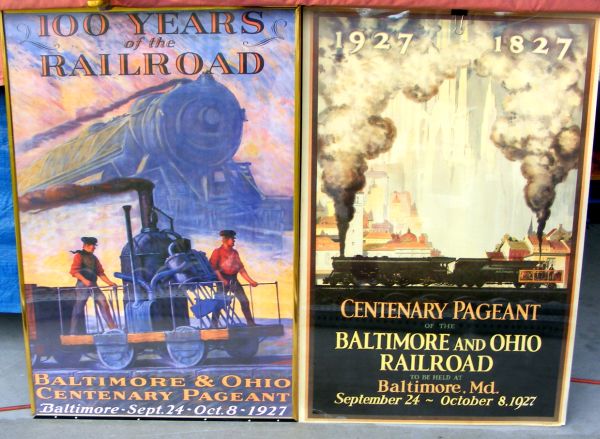 100 YEARS
of the
RAILROAD
BALTIMORE & OHIO
CENTENARY PAGEANT
Baltimore - Sept. 24 - Oct. 8 - 1927
1927 1827
CENTENARY PAGEANT
OF THE
BALTIMORE AND OHIO
RAILROAD
TO BE HELD AT
Baltimore, Md.
September 24 ~ October 8, 1927